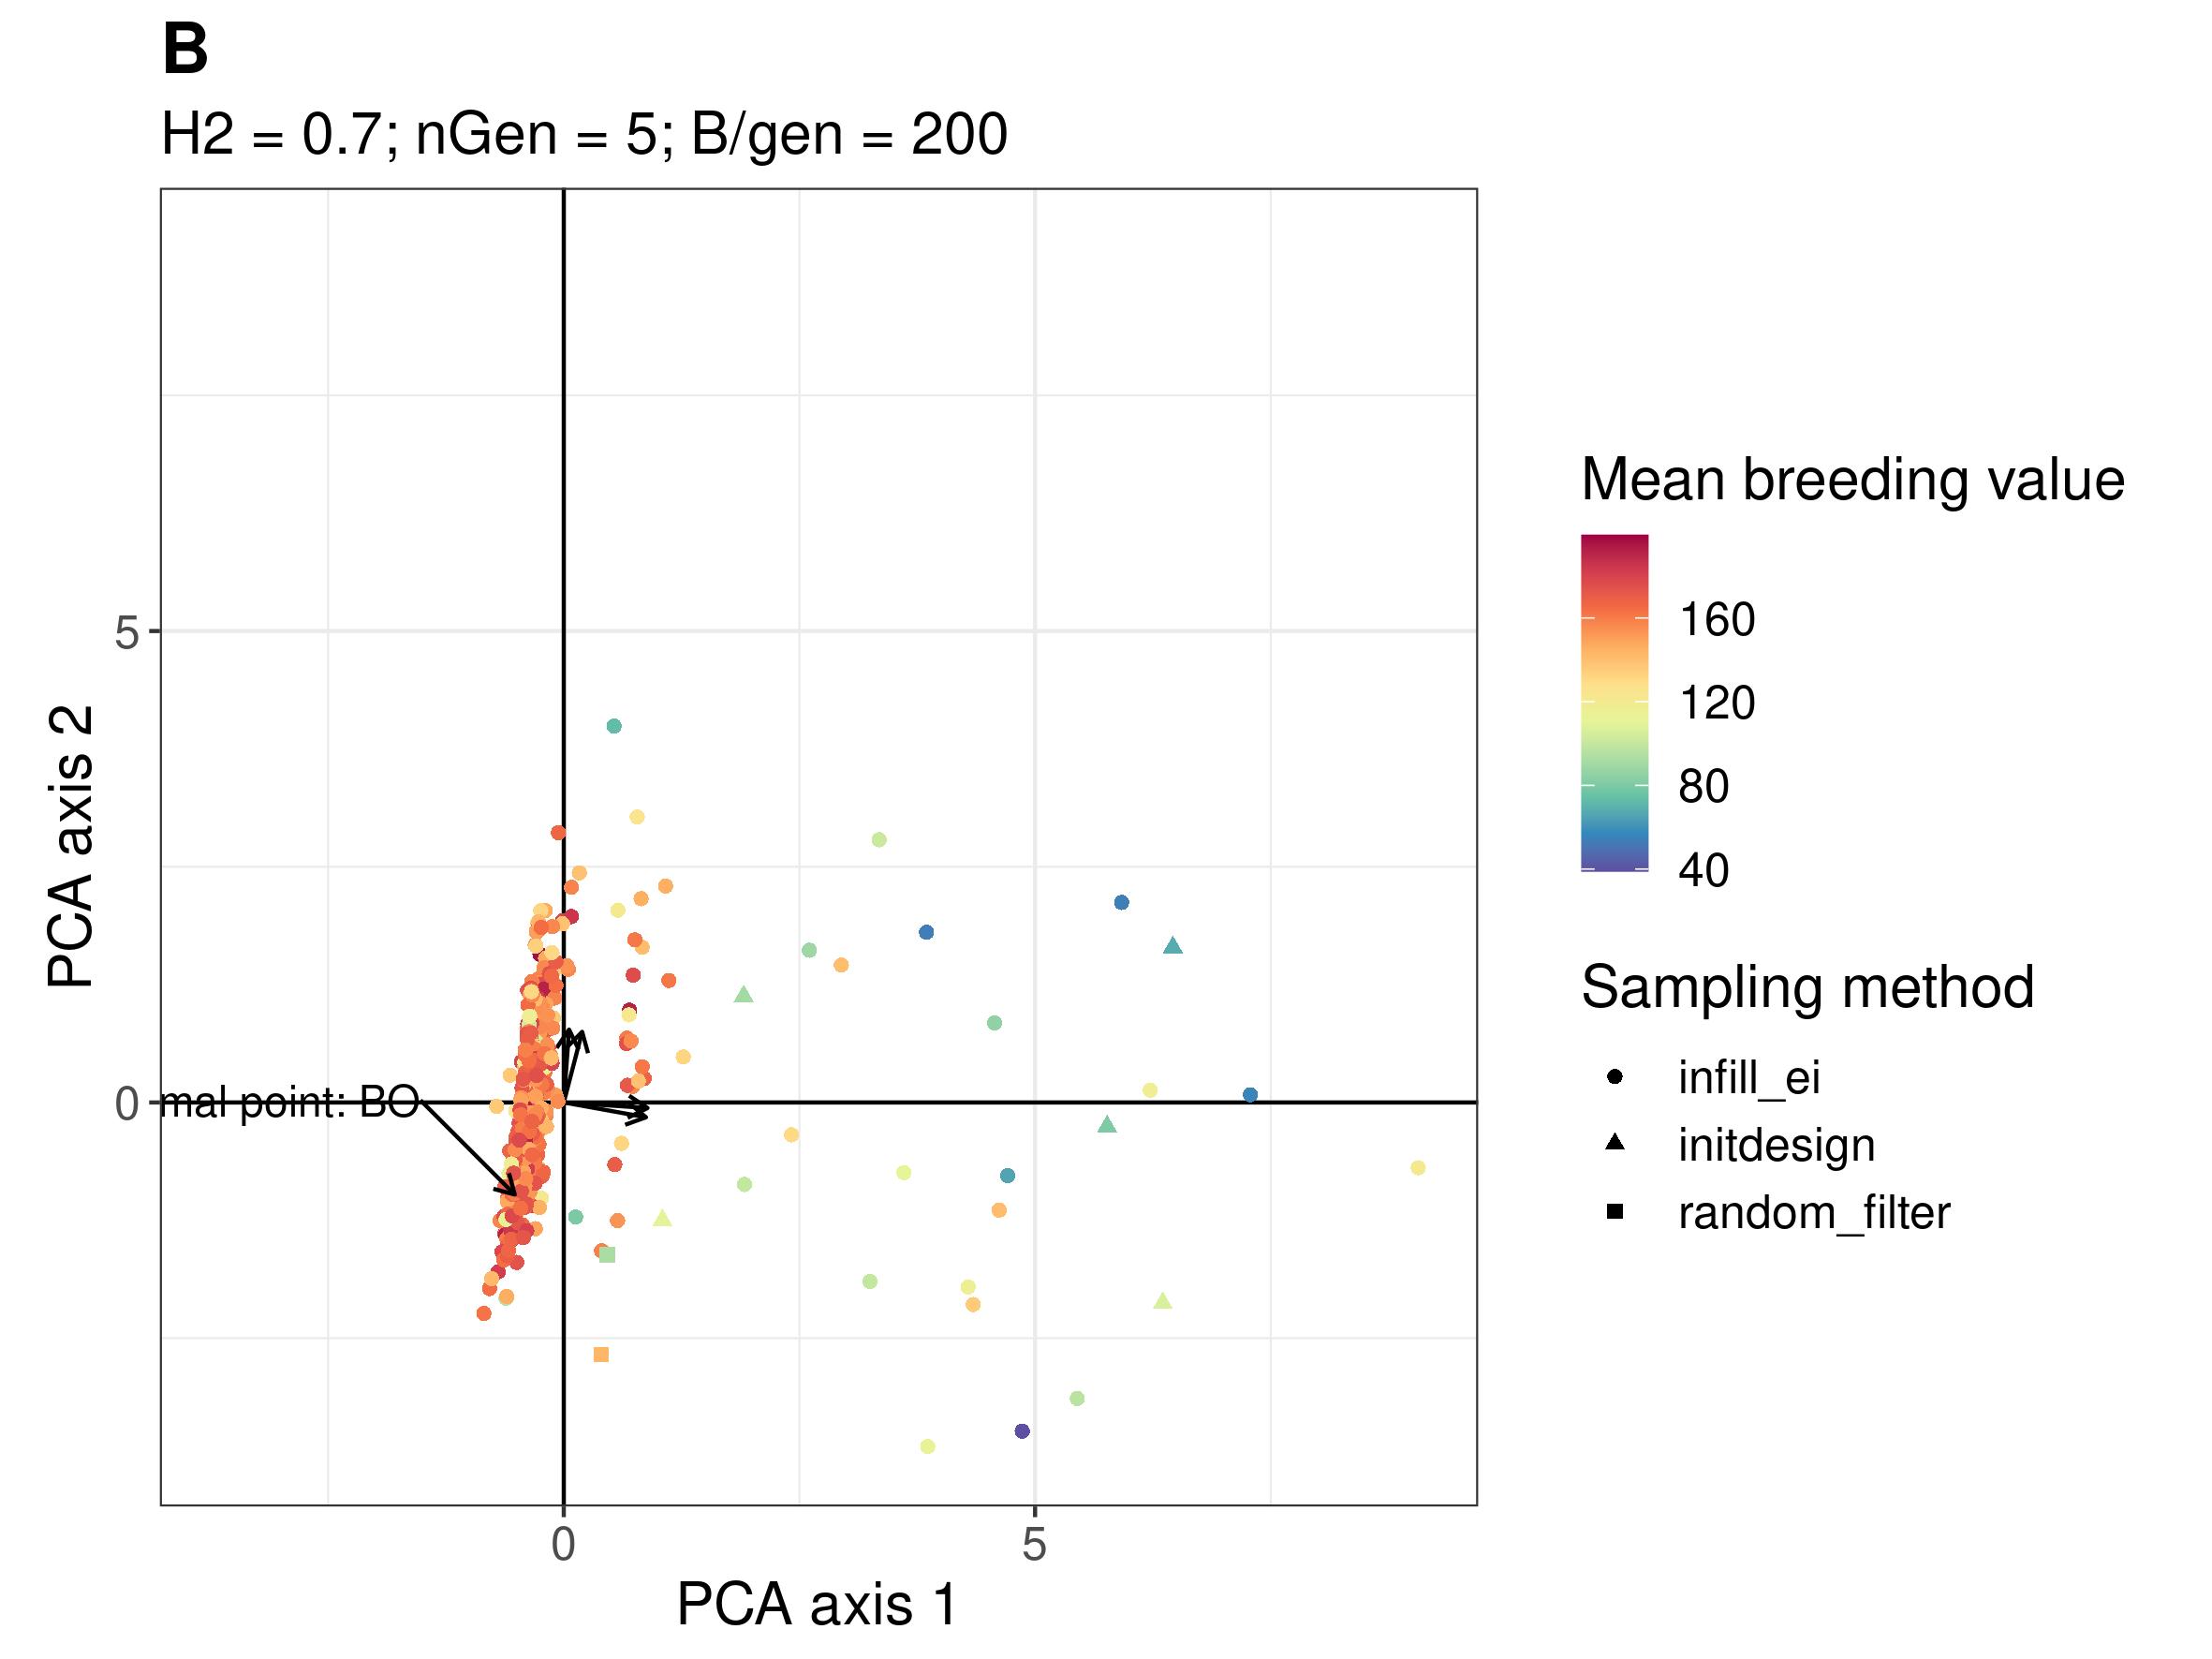 B
H2 = 0.7; nGen = 5; B/gen = 200
PCA axis 2
5
0
mal point: BO
0
5
PCA axis 1
Mean breeding value
160
120
80
40
Sampling method
infill_ei
initdesign
random_filter